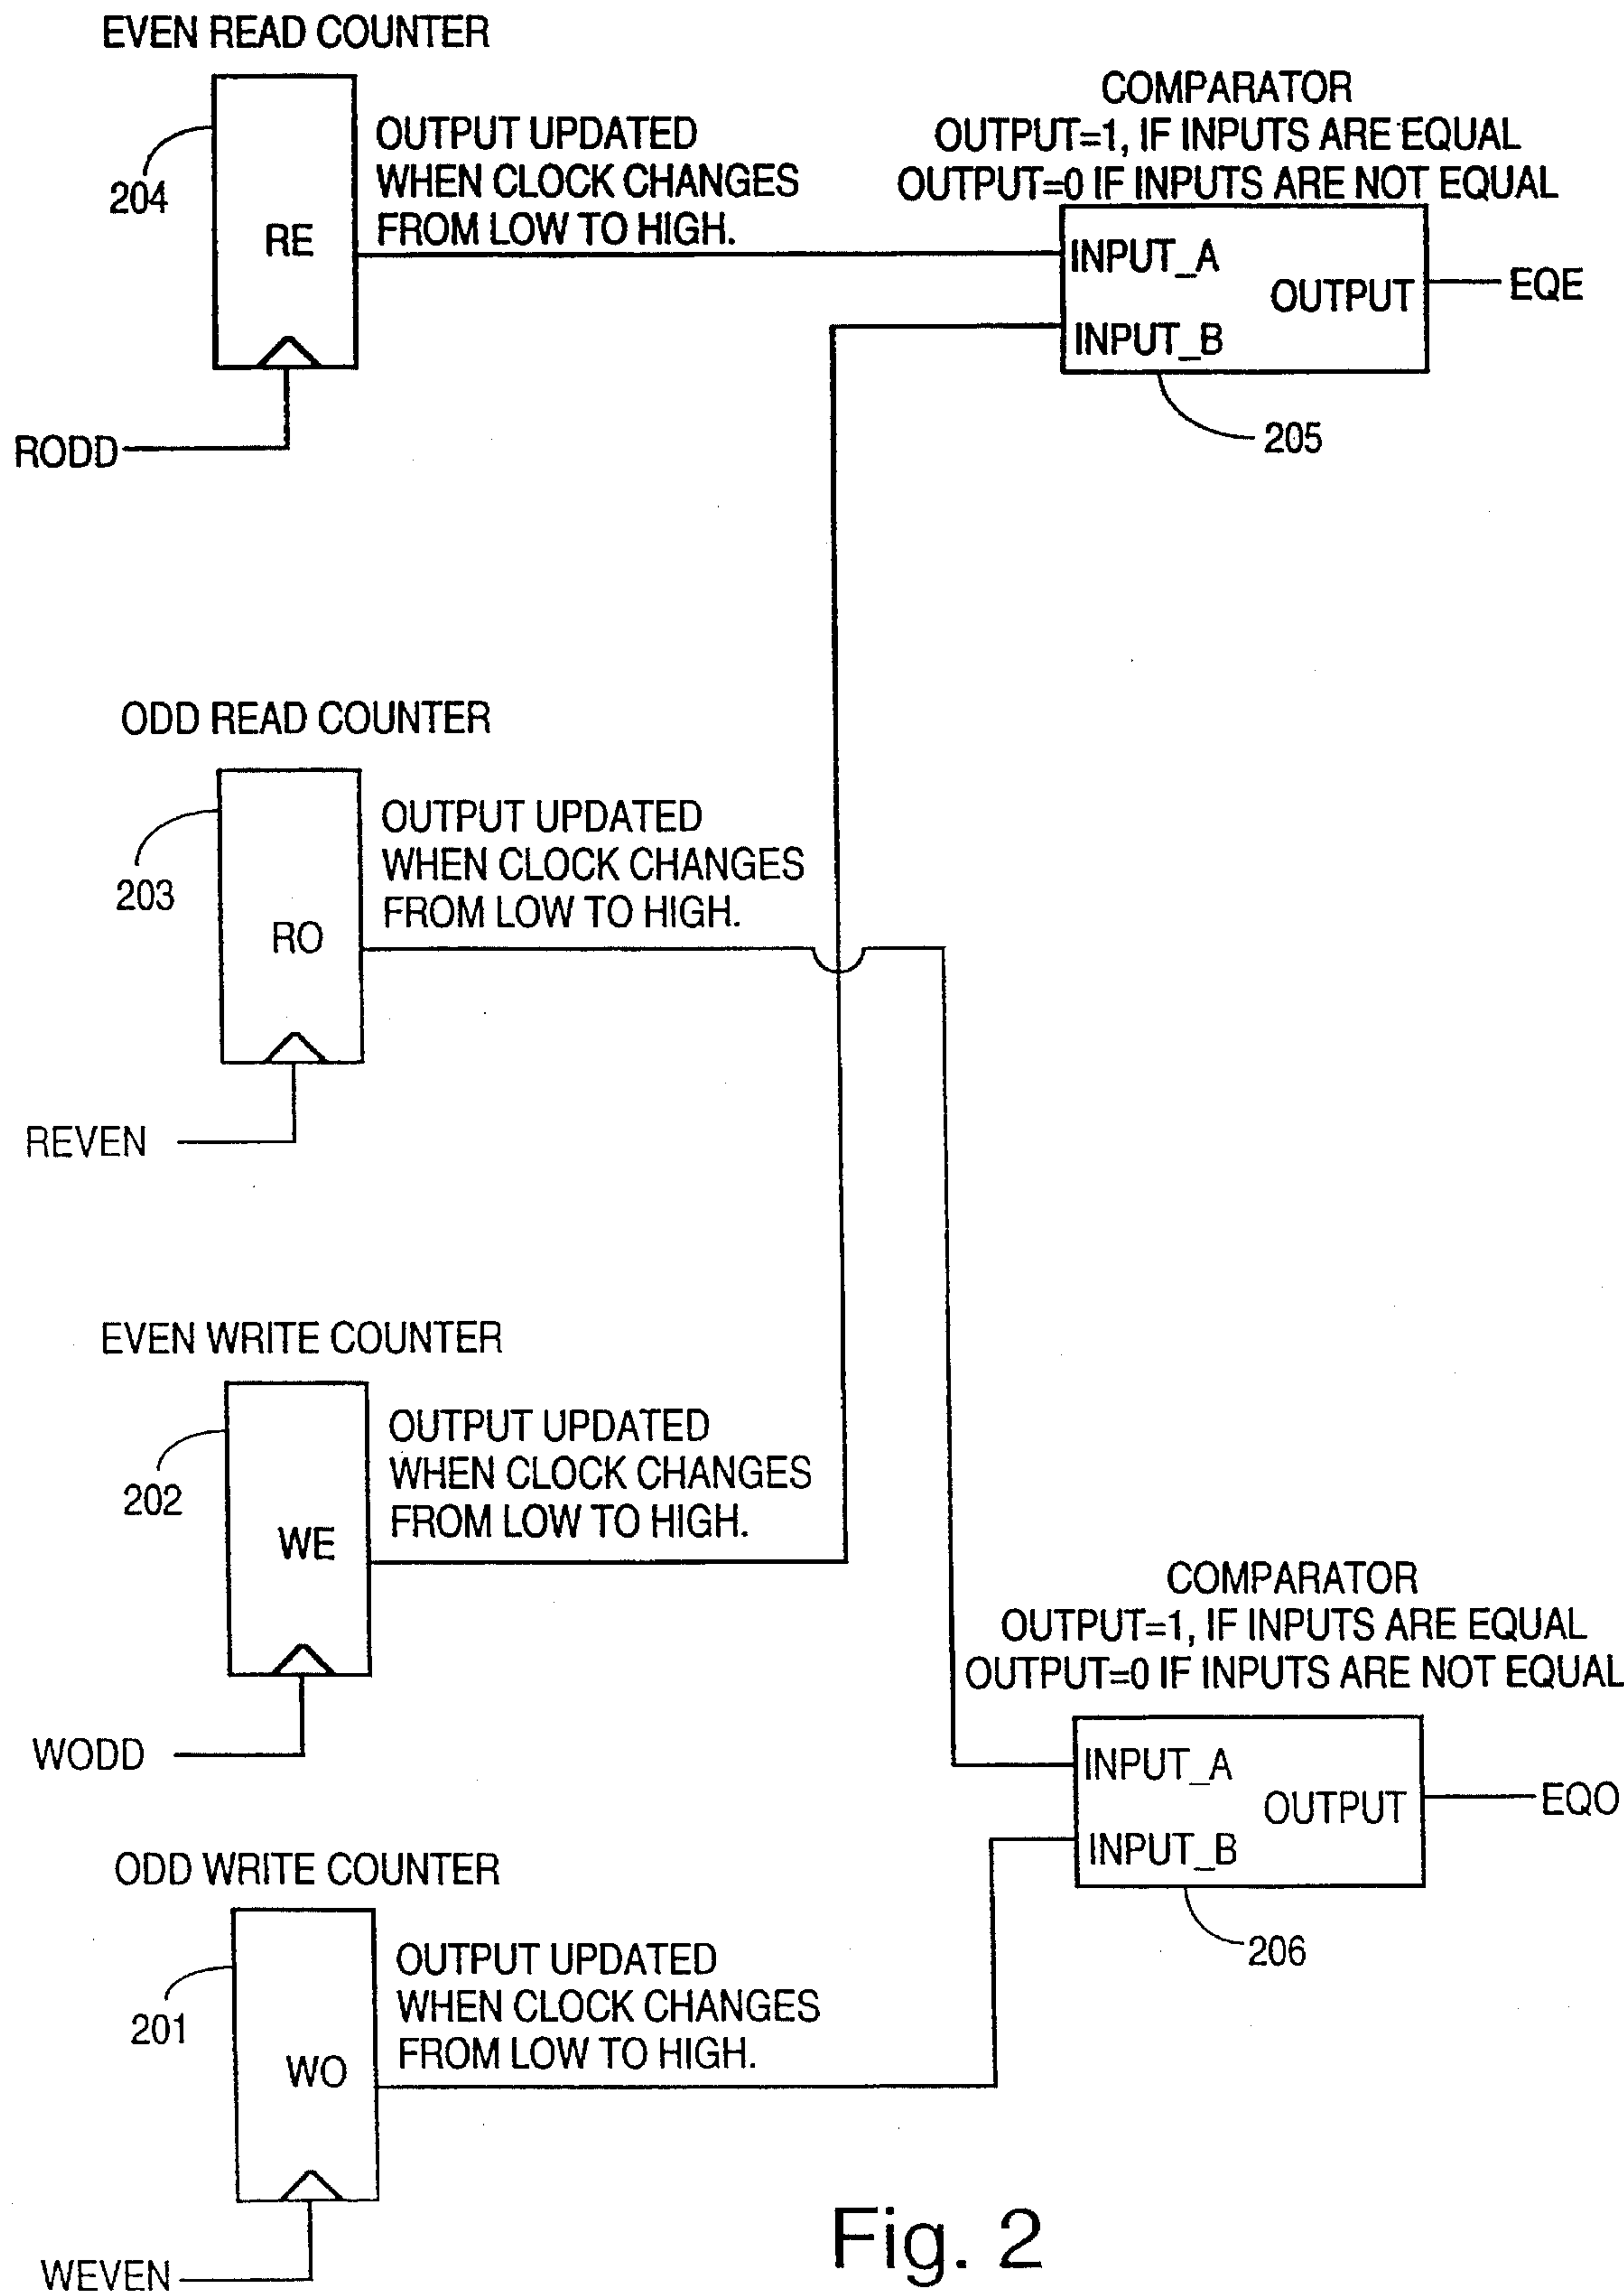 EVEN READ COUNTER
204
RE
OUTPUT UPDATED
WHEN CLOCK CHANGES
FROM LOW TO HIGH.
RODD
COMPARATOR
OUTPUT=1, IF INPUTS ARE EQUAL
OUTPUT=0 IF INPUTS ARE NOT EQUAL
INPUT_A
OUTPUT
INPUT_B
EQE
205
ODD READ COUNTER
203
RO
OUTPUT UPDATED
WHEN CLOCK CHANGES
FROM LOW TO HIGH.
REVEN
EVEN WRITE COUNTER
202
WE
OUTPUT UPDATED
WHEN CLOCK CHANGES
FROM LOW TO HIGH.
WODD
COMPARATOR
OUTPUT=1, IF INPUTS ARE EQUAL
OUTPUT=0 IF INPUTS ARE NOT EQUAL
INPUT_A
OUTPUT
INPUT_B
EQO
206
ODD WRITE COUNTER
201
WO
OUTPUT UPDATED
WHEN CLOCK CHANGES
FROM LOW TO HIGH.
WEVEN
Fig. 2